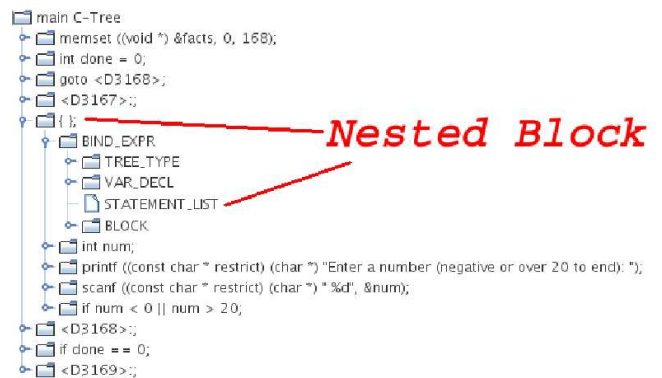 main C-Tree
memset ((void *) &facts, 0, 168);
int done = 0;
goto <D3168>;
<D3167>:;
{ };
Nested Block
BIND_EXPR
TREE_TYPE
VAR_DECL
STATEMENT_LIST
BLOCK
int num;
printf ((const char * restrict) (char *) "Enter a number (negative or over 20 to end): ");
scanf ((const char * restrict) (char *) " %d", &num);
if num < 0 || num > 20;
<D3168>:;
if done == 0;
<D3169>:;